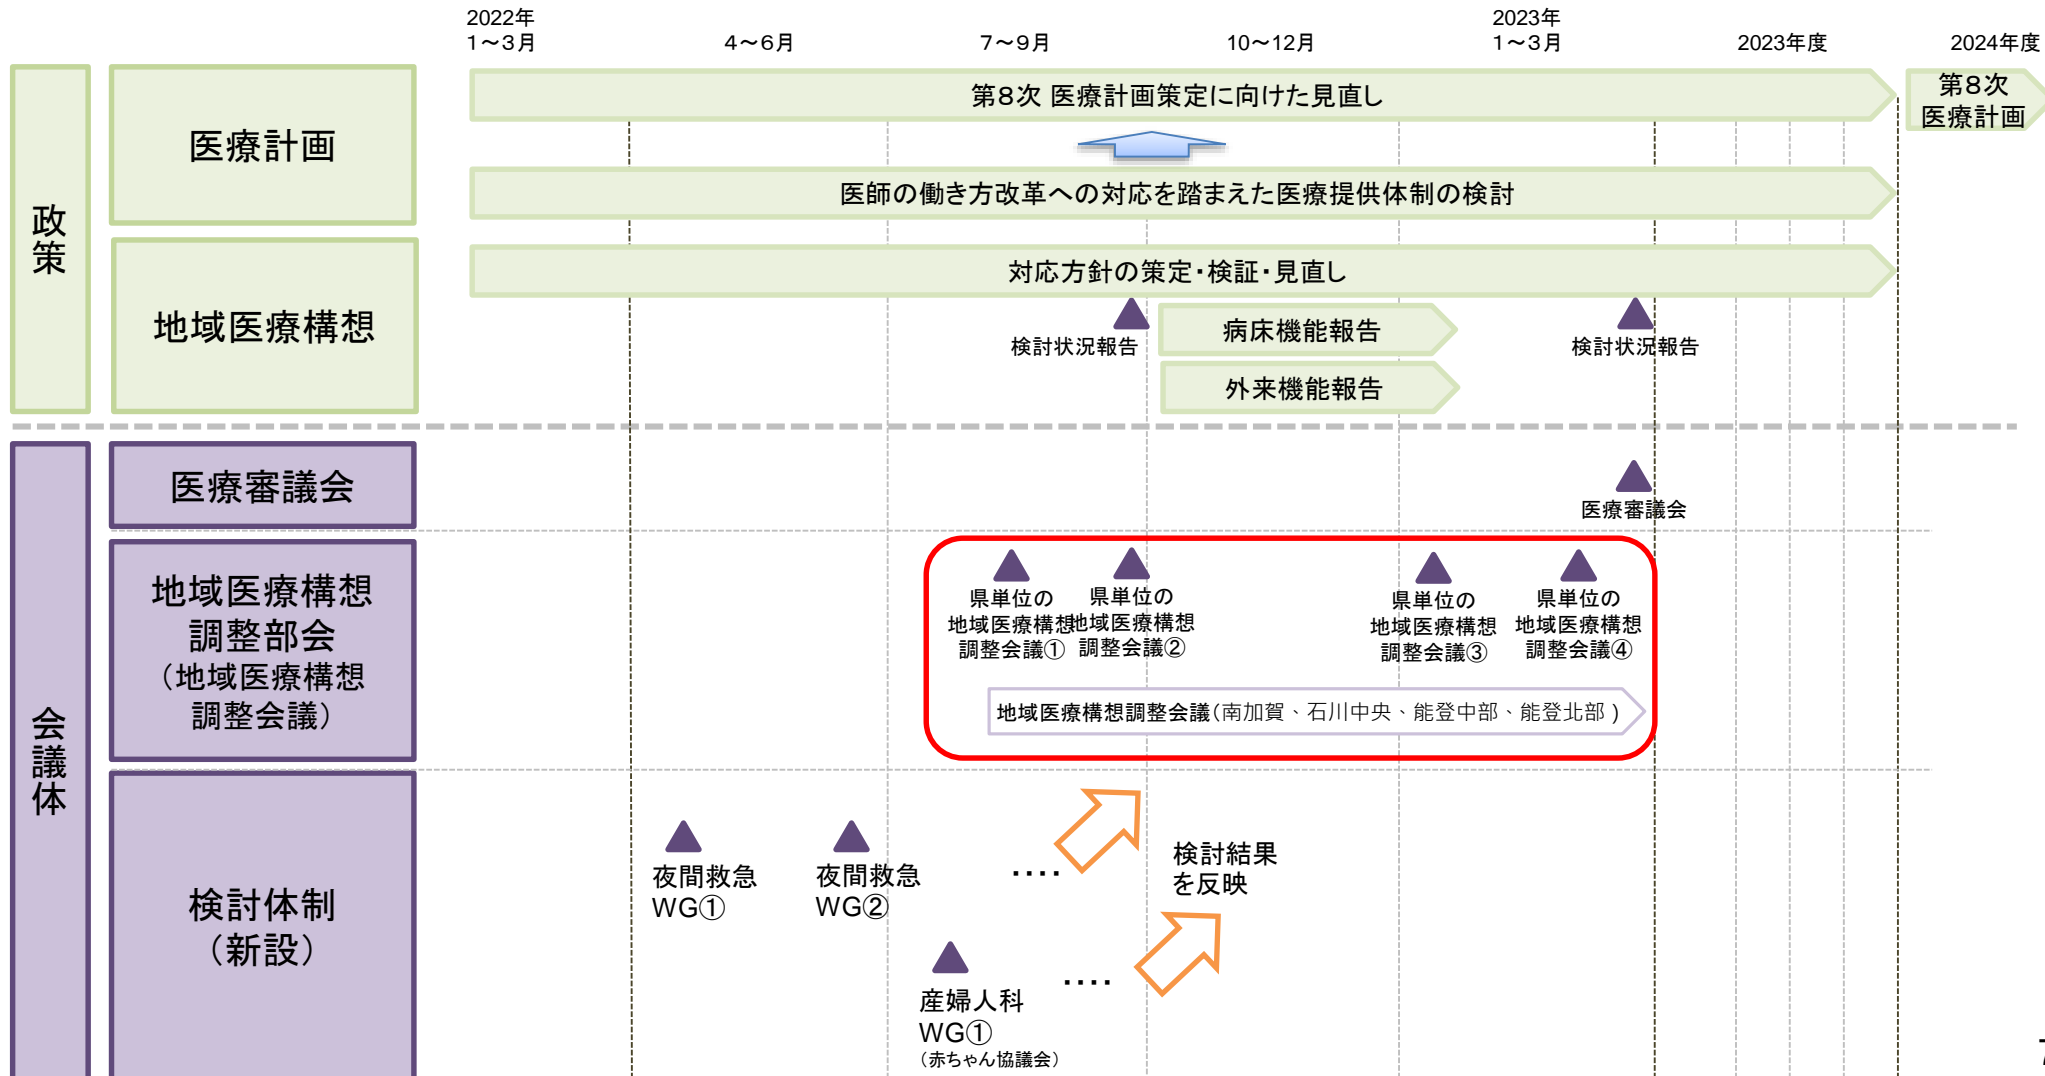 2022年
1～3月
4～6月
7～9月
10～12月
2023年
1～3月
2023年度
2024年度
政策
医療計画
第8次 医療計画策定に向けた見直し
第8次
医療計画
医師の働き方改革への対応を踏まえた医療提供体制の検討
地域医療構想
対応方針の策定・検証・見直し
検討状況報告
病床機能報告
外来機能報告
検討状況報告
会議体
医療審議会
医療審議会
地域医療構想
調整部会
（地域医療構想
調整会議）
県単位の
地域医療構想
調整会議①
県単位の
地域医療構想
調整会議②
県単位の
地域医療構想
調整会議③
県単位の
地域医療構想
調整会議④
地域医療構想調整会議(南加賀、石川中央、能登中部、能登北部)
検討体制
（新設）
夜間救急
WG①
夜間救急
WG②
‥‥
検討結果
を反映
産婦人科
WG①
（赤ちゃん協議会）
‥‥